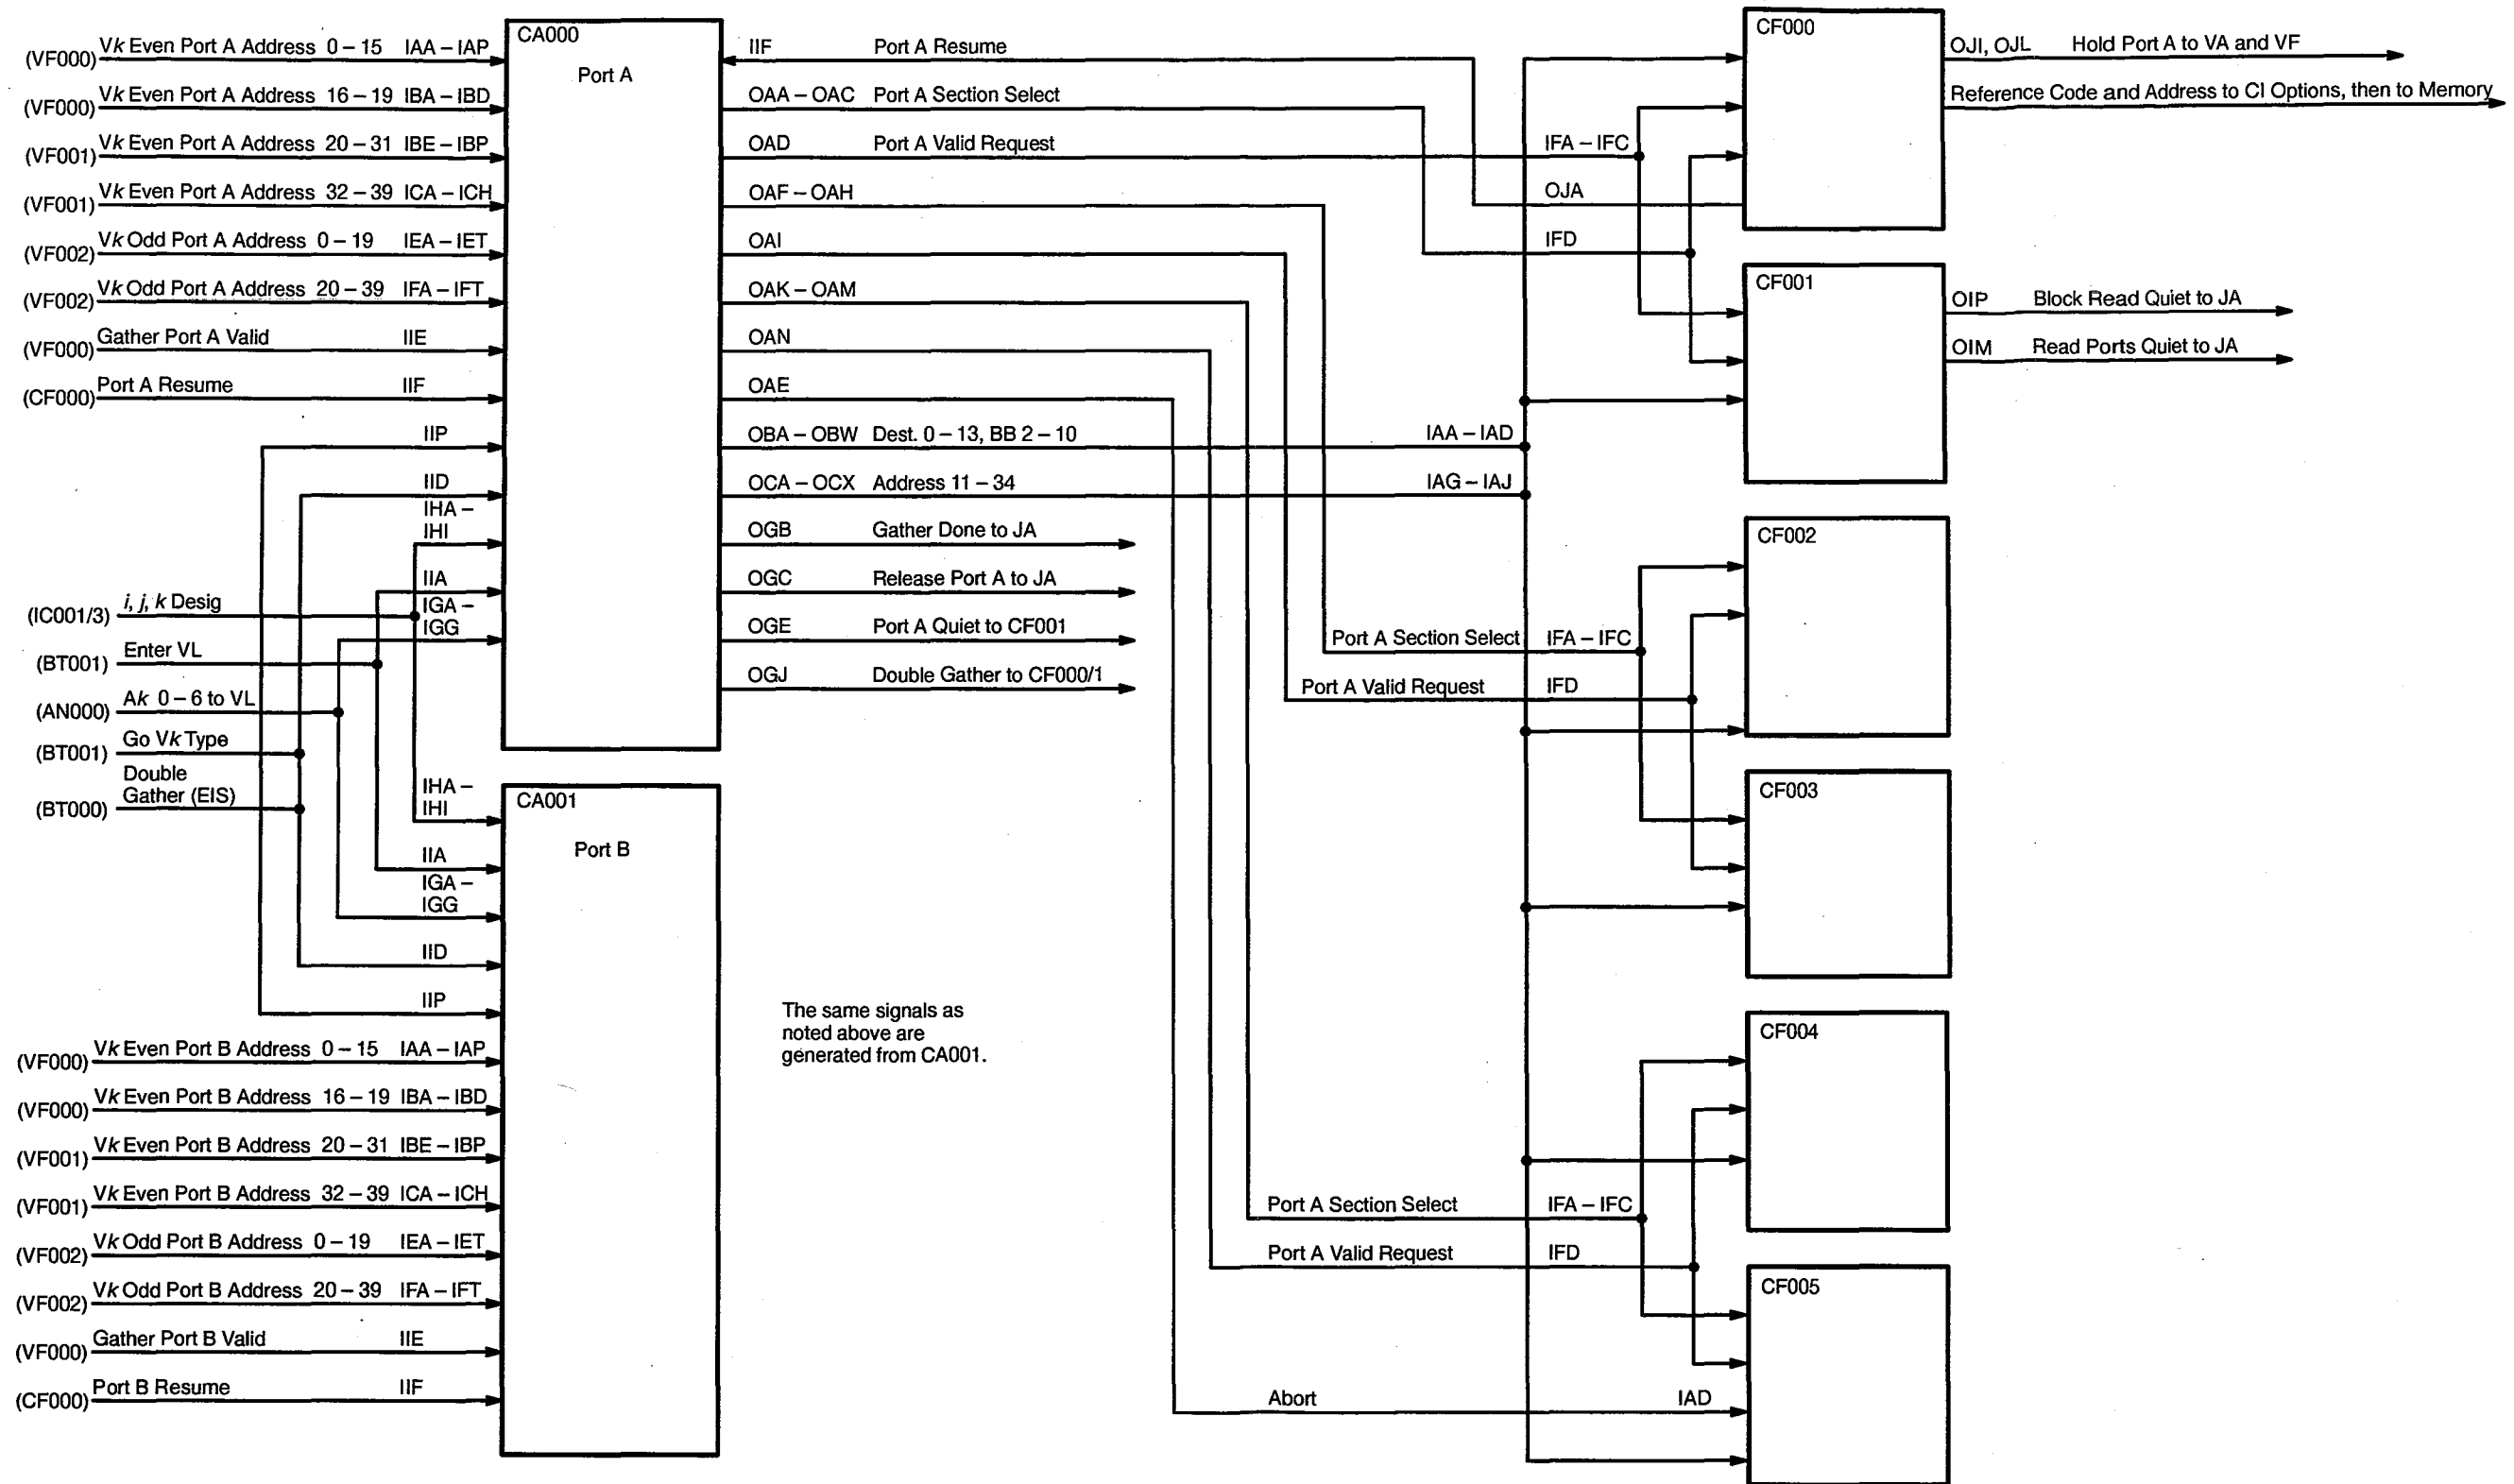 (VF000) Vk Even Port A Address 0 – 15 IAA – IAP
(VF000) Vk Even Port A Address 16 – 19 IBA – IBD
(VF001) Vk Even Port A Address 20 – 31 IBE – IBP
(VF001) Vk Even Port A Address 32 – 39 ICA – ICH
(VF002) Vk Odd Port A Address 0 – 19 IEA – IET
(VF002) Vk Odd Port A Address 20 – 39 IFA – IFT
(VF000) Gather Port A Valid IIE
(CF000) Port A Resume IIF
IIP
IID
IHA –
IHI
IIA
(IC001/3) i, j, k Desig
IGA –
IGG
(BT001) Enter VL
(AN000) Ak 0 – 6 to VL
(BT001) Go Vk Type
Double
(BT000) Gather (EIS)
IHA –
IHI
IIA
IGA –
IGG
IID
IIP
(VF000) Vk Even Port B Address 0 – 15 IAA – IAP
(VF000) Vk Even Port B Address 16 – 19 IBA – IBD
(VF001) Vk Even Port B Address 20 – 31 IBE – IBP
(VF001) Vk Even Port B Address 32 – 39 ICA – ICH
(VF002) Vk Odd Port B Address 0 – 19 IEA – IET
(VF002) Vk Odd Port B Address 20 – 39 IFA – IFT
(VF000) Gather Port B Valid IIE
(CF000) Port B Resume IIF
CA000
Port A
CA001
Port B
IIF Port A Resume
OAA – OAC Port A Section Select
OAD Port A Valid Request
OAF – OAH
OAI
OAK – OAM
OAN
OAE
OBA – OBW Dest. 0 – 13, BB 2 – 10
OCA – OCX Address 11 – 34
OGB Gather Done to JA
OGC Release Port A to JA
OGE Port A Quiet to CF001
OGJ Double Gather to CF000/1
The same signals as
noted above are
generated from CA001.
IFA – IFC
OJA
IFD
IAA – IAD
IAG – IAJ
Port A Section Select IFA – IFC
Port A Valid Request IFD
Port A Section Select IFA – IFC
Port A Valid Request IFD
Abort IAD
CF000
OJI, OJL Hold Port A to VA and VF
Reference Code and Address to CI Options, then to Memory
CF001
OIP Block Read Quiet to JA
OIM Read Ports Quiet to JA
CF002
CF003
CF004
CF005